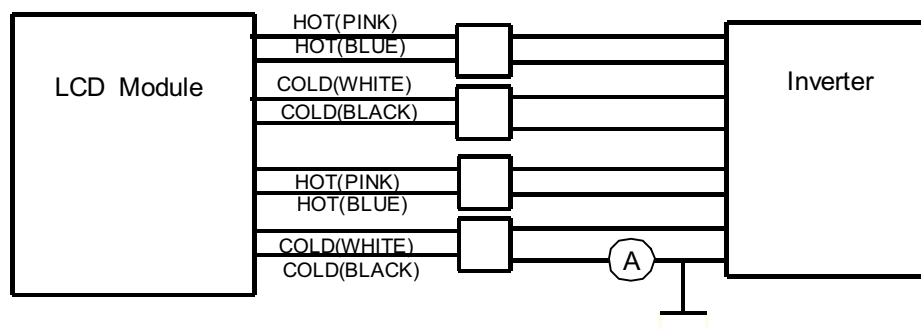 HOT(PINK)
HOT(BLUE)
LCD Module
COLD(WHITE)
Inverter
COLD(BLACK)
HOT(PINK)
HOT(BLUE)
COLD(WHITE)
COLD(BLACK)
A